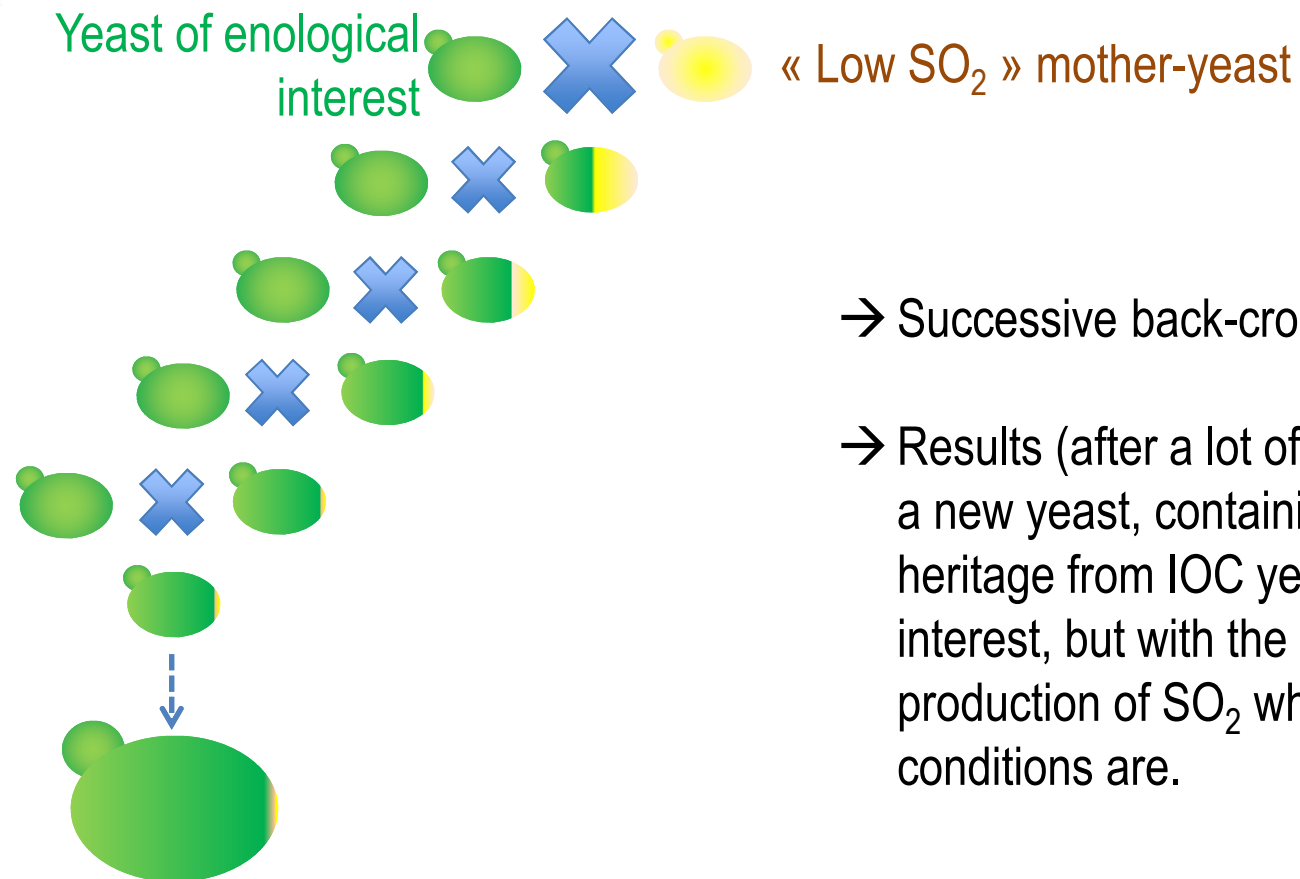 Yeast of enological
interest
« Low SO₂ » mother-yeast
→ Successive back-cro
→ Results (after a lot of
a new yeast, containi
heritage from IOC ye
interest, but with the
production of SO₂ wh
conditions are.